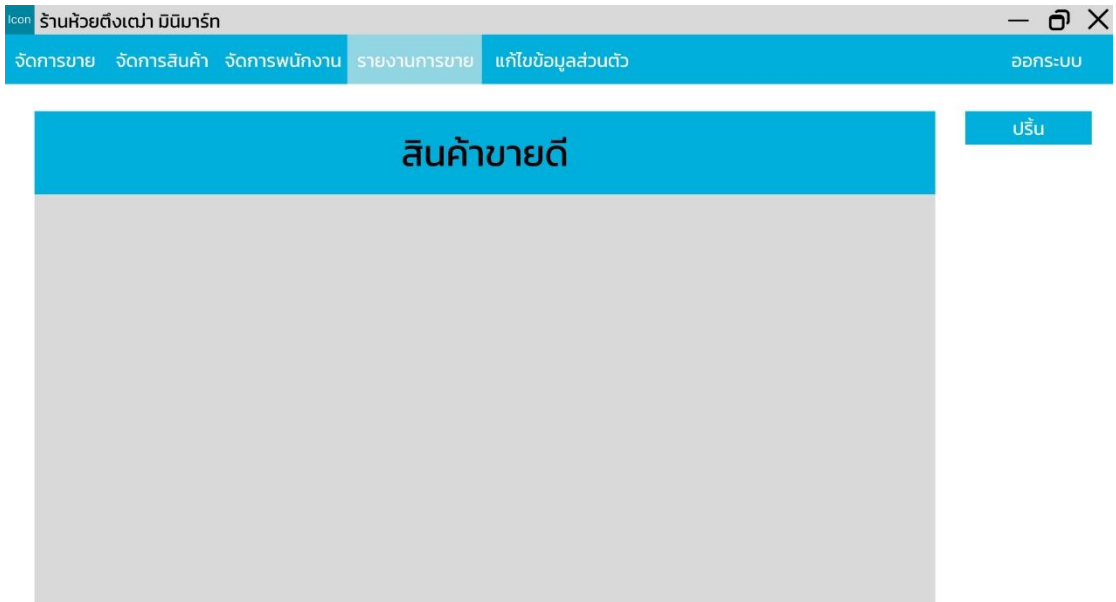 Icon ร้านห้วยตึงเฒ่า มินิมาร์ท
จัดการขาย จัดการสินค้า จัดการพนักงาน รายงานการขาย แก้ไขข้อมูลส่วนตัว ออกระบบ
สินค้าขายดี
ปริ้น